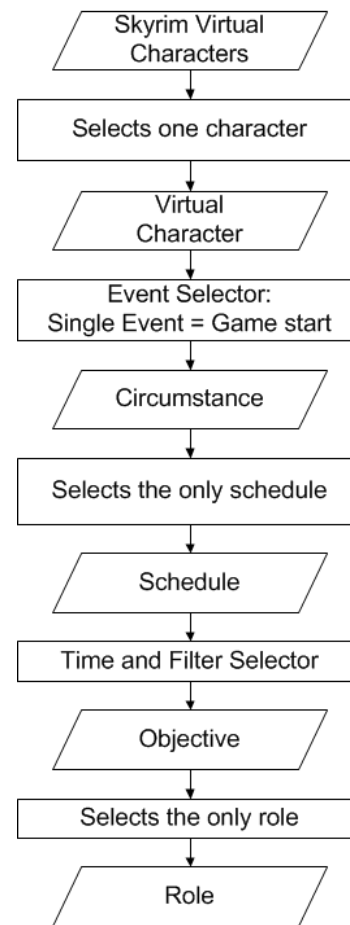 Skyrim Virtual
Characters
Selects one character
Virtual
Character
Event Selector:
Single Event = Game start
Circumstance
Selects the only schedule
Schedule
Time and Filter Selector
Objective
Selects the only role
Role